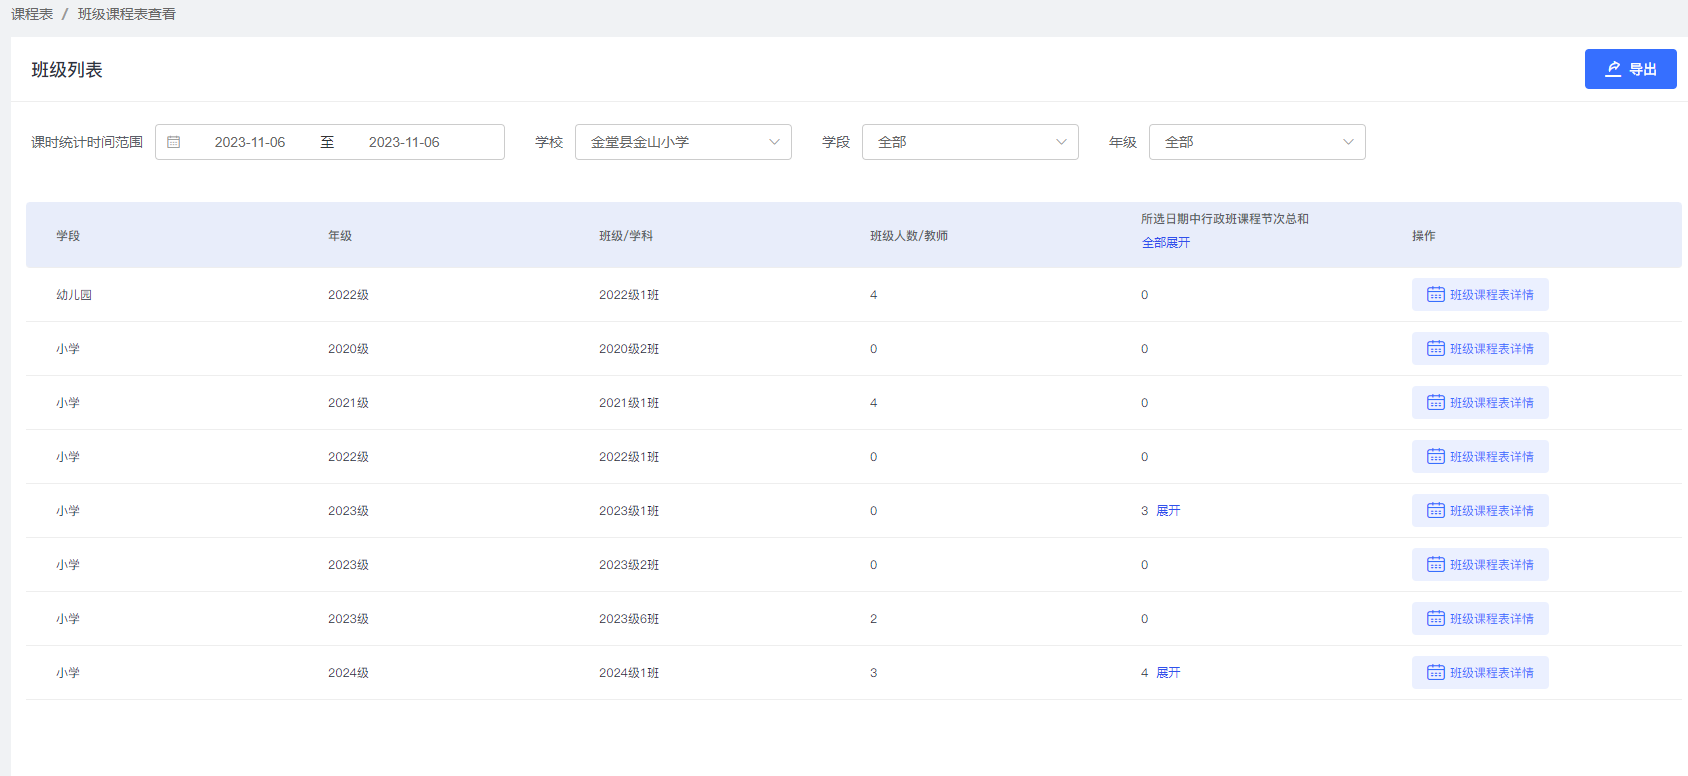 课程表 / 班级课程表查看
班级列表
导出
课时统计时间范围 2023-11-06 至 2023-11-06 学校 金堂县金山小学 学段 全部 年级 全部
学段 年级 班级/学科 班级人数/教师 所选日期中行政班课程节次总和 操作
全部展开
幼儿园 2022级 2022级1班 4 0 班级课程表详情
小学 2020级 2020级2班 0 0 班级课程表详情
小学 2021级 2021级1班 4 0 班级课程表详情
小学 2022级 2022级1班 0 0 班级课程表详情
小学 2023级 2023级1班 0 3 展开 班级课程表详情
小学 2023级 2023级2班 0 0 班级课程表详情
小学 2023级 2023级6班 2 0 班级课程表详情
小学 2024级 2024级1班 3 4 展开 班级课程表详情